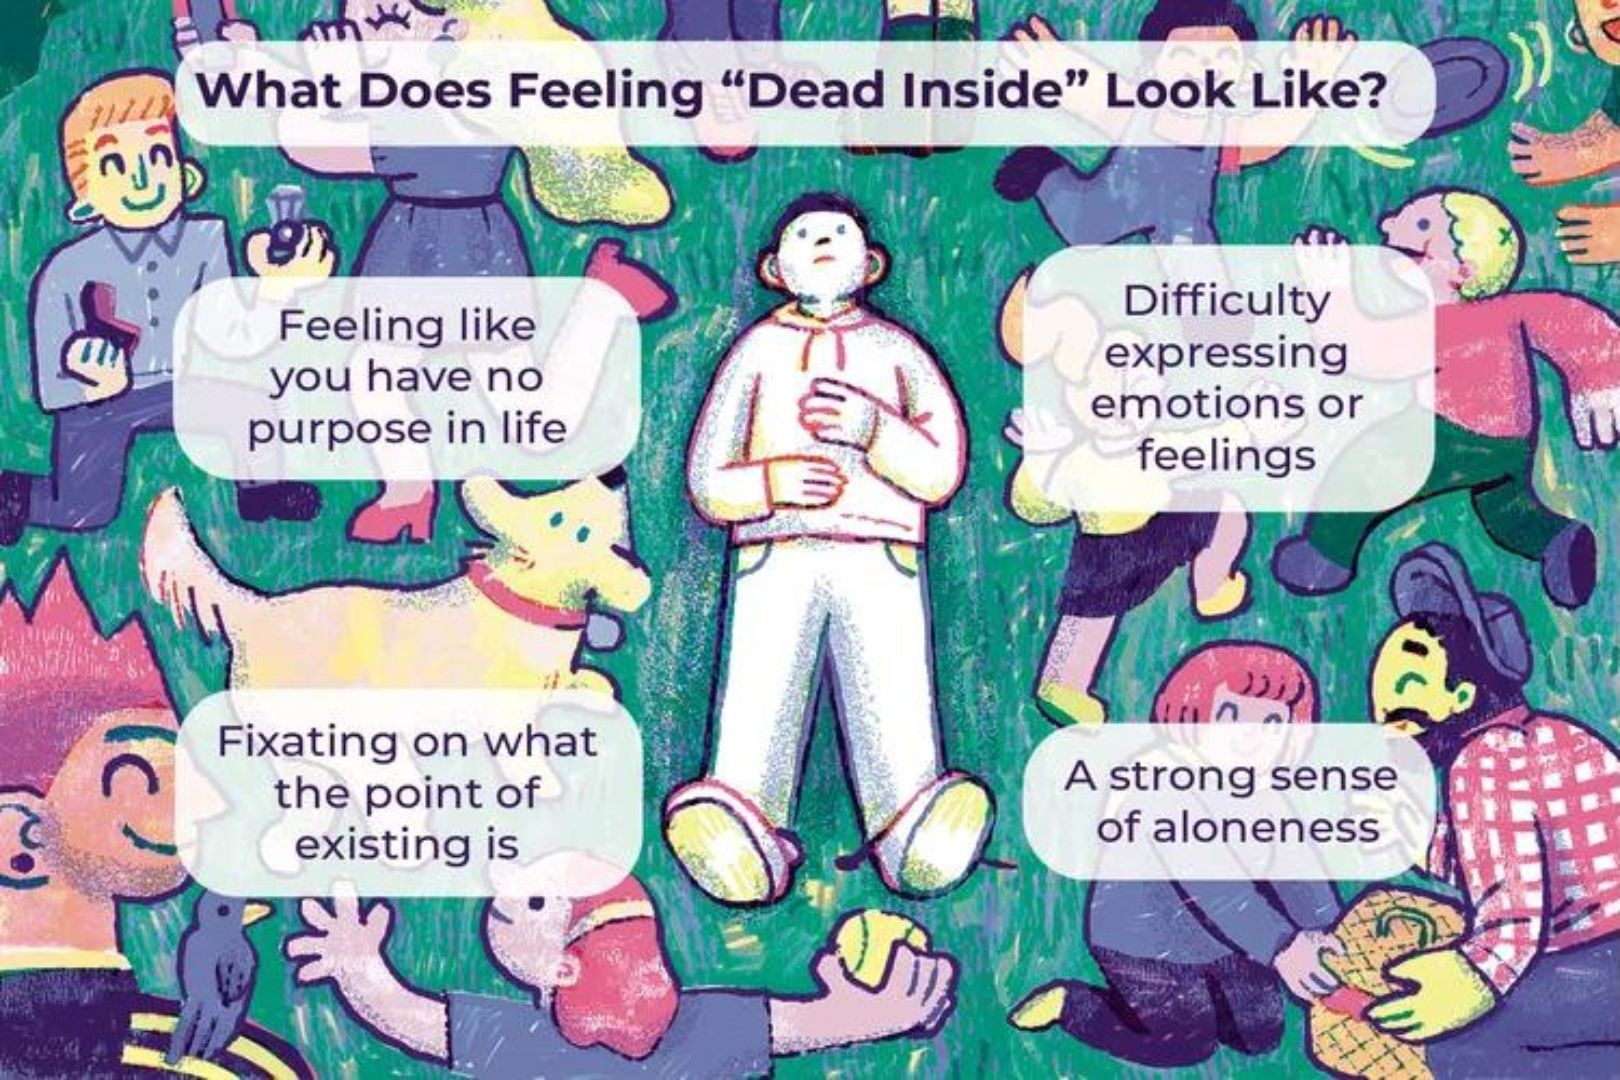 What Does Feeling “Dead Inside” Look Like?
Feeling like
you have no
purpose in life
Difficulty
expressing
emotions or
feelings
Fixating on what
the point of
existing is
A strong sense
of aloneness